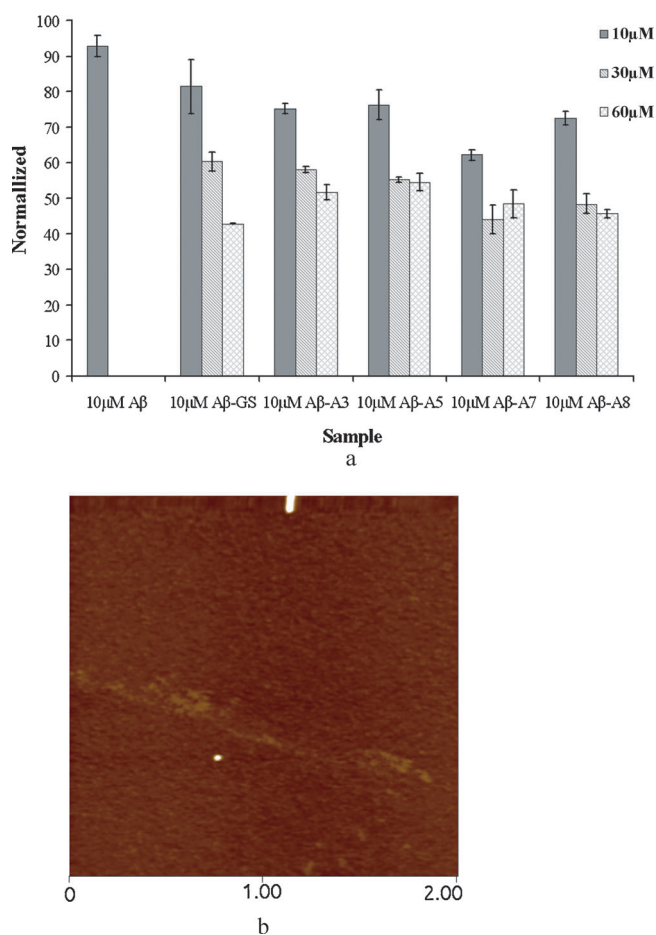 100
90
80
70
60
50
40
30
20
10
0
Normallized
10µM
30µM
60µM
10µM Aβ
10µM Aβ-GS
10µM Aβ-A3
10µM Aβ-A5
10µM Aβ-A7
10µM Aβ-A8
Sample
a
0
1.00
2.00
b